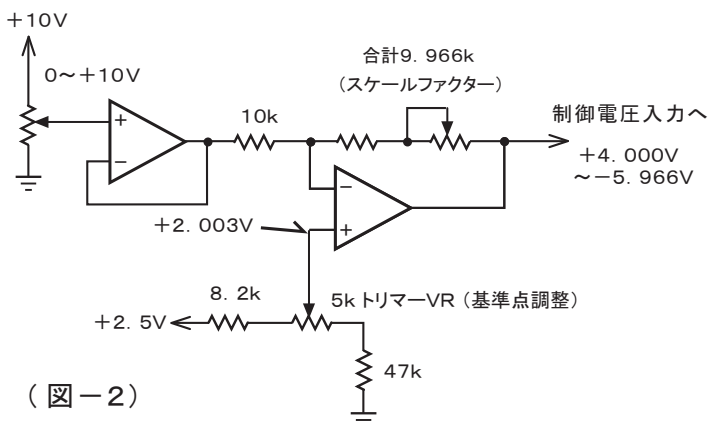 +10V
0~+10V
合計9. 966k
(スケールファクター)
10k
制御電圧入力へ
+4. 000V
~-5. 966V
+
−
−
+
+2. 003V
8. 2k
5k トリマーVR (基準点調整)
+2. 5V
47k
(図-2)